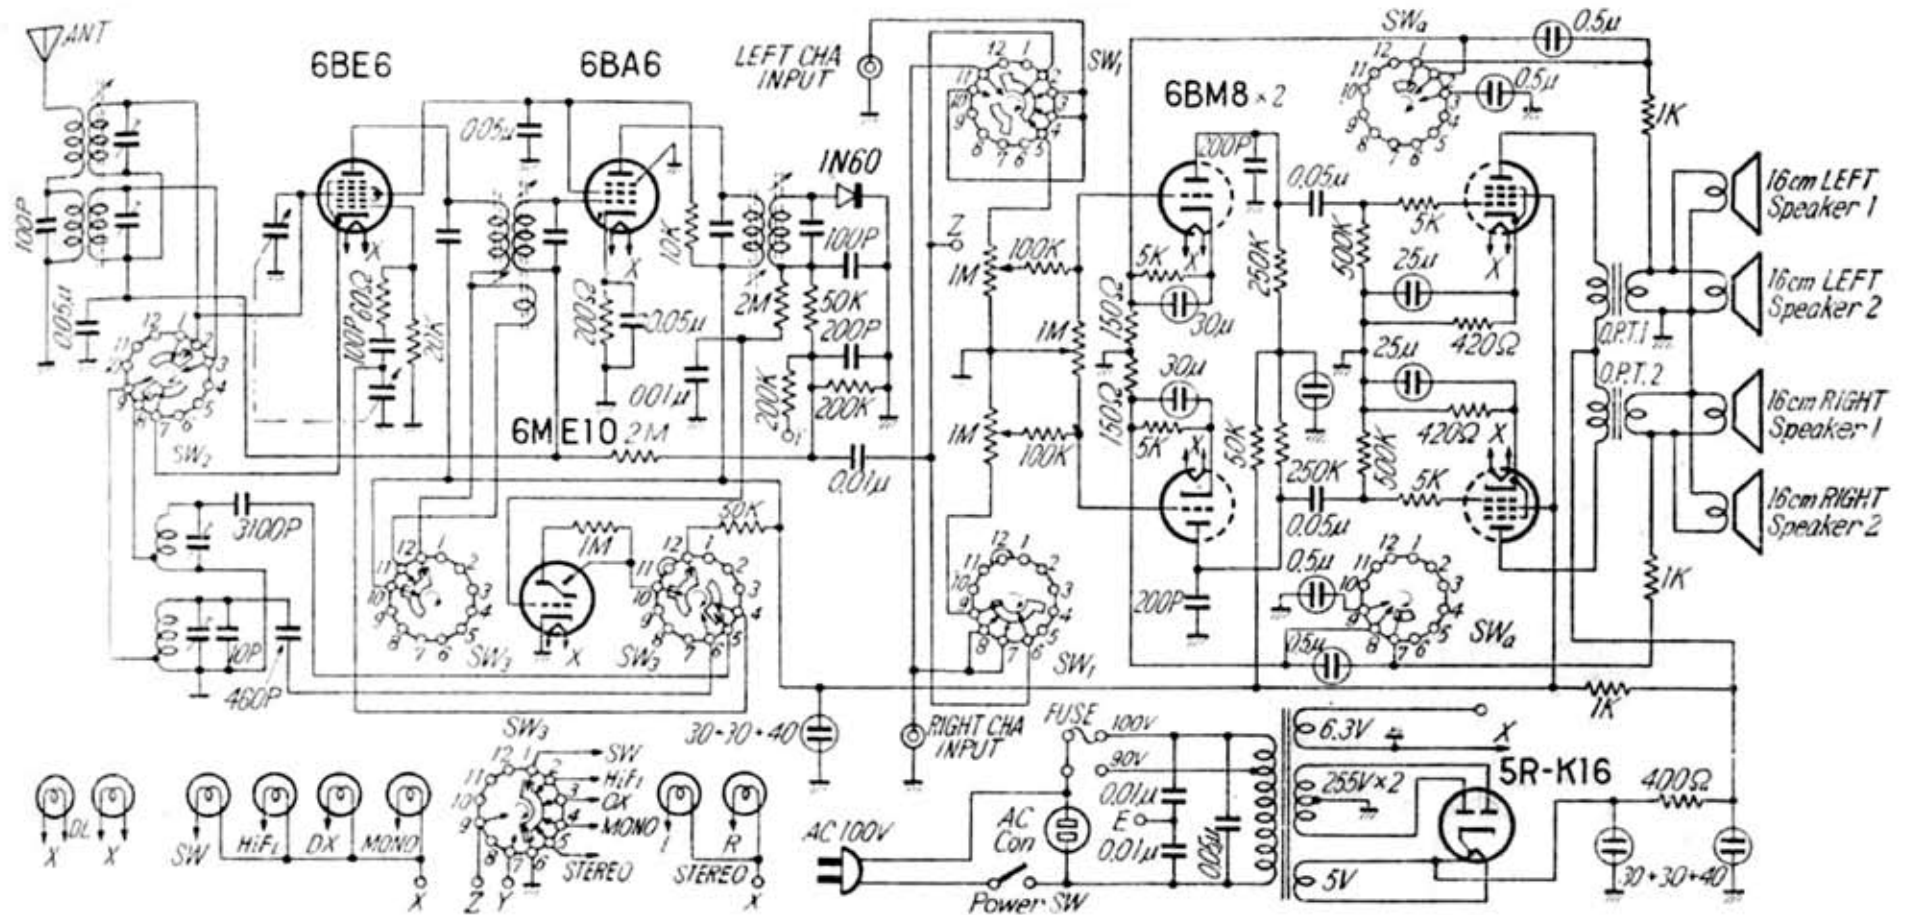 ANT
6BE6
6BA6
LEFT CHA
INPUT
SW₁
6BM8×2
SWa
0.5μ
0.5μ
1K
0.05μ
1N60
200P
0.05μ
5K
16cm LEFT
Speaker 1
100P
10K
100P
Z
100K
1M
5K
250K
500K
25μ
16cm LEFT
Speaker 2
0.05μ
100P
60Ω
20K
200Ω
0.05μ
2M
50K
200P
1M
150Ω
30μ
420Ω
O.P.T.1
25μ
O.P.T.2
0.01μ
200K
200K
Y
1M
100K
150Ω
30μ
5K
50K
250K
420Ω
500K
5K
16cm RIGHT
Speaker 1
SW₂
6ME10
2M
0.01μ
0.05μ
16cm RIGHT
Speaker 2
3100P
1M
50K
0.5μ
1K
10P
460P
SW₃
SW₃
SW₁
200P
0.5μ
SWa
1K
30+30+40
RIGHT CHA
INPUT
FUSE
100V
90V
6.3V
X
5R-K16
400Ω
255V×2
SW₃
SW
HiFi
DX
MONO
STEREO
Z
Y
DL
X
X
SW
HiFi
DX
MONO
X
R
STEREO
X
AC 100V
AC
Con
Power SW
0.01μ
E
0.01μ
5V
30+30+40